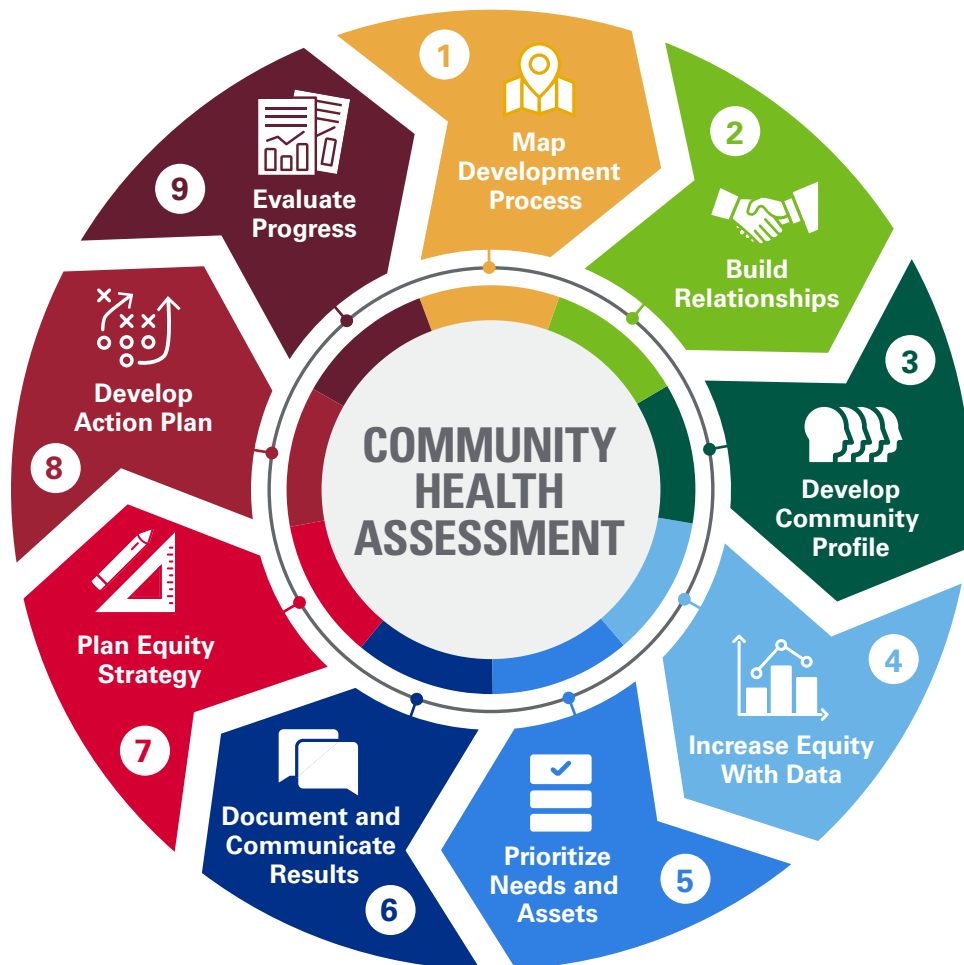 COMMUNITY
HEALTH
ASSESSMENT
1
Map
Development
Process
2
Build
Relationships
3
Develop
Community
Profile
4
Increase Equity
With Data
5
Prioritize
Needs and
Assets
6
Document and
Communicate
Results
7
Plan Equity
Strategy
8
Develop
Action Plan
9
Evaluate
Progress